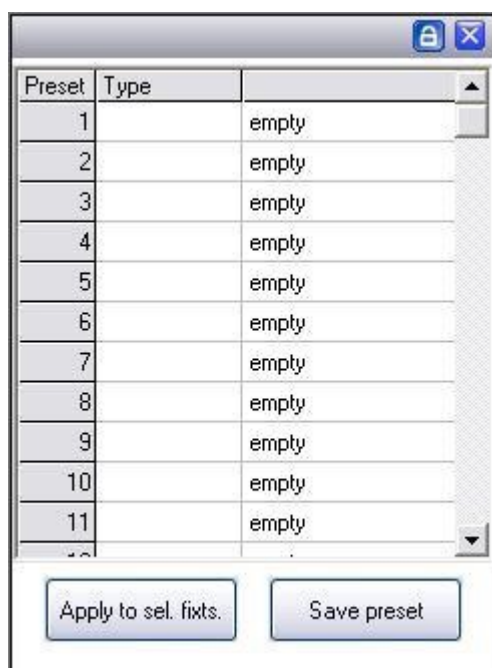 Preset Type
1 empty
2 empty
3 empty
4 empty
5 empty
6 empty
7 empty
8 empty
9 empty
10 empty
11 empty
Apply to sel. fixts. Save preset